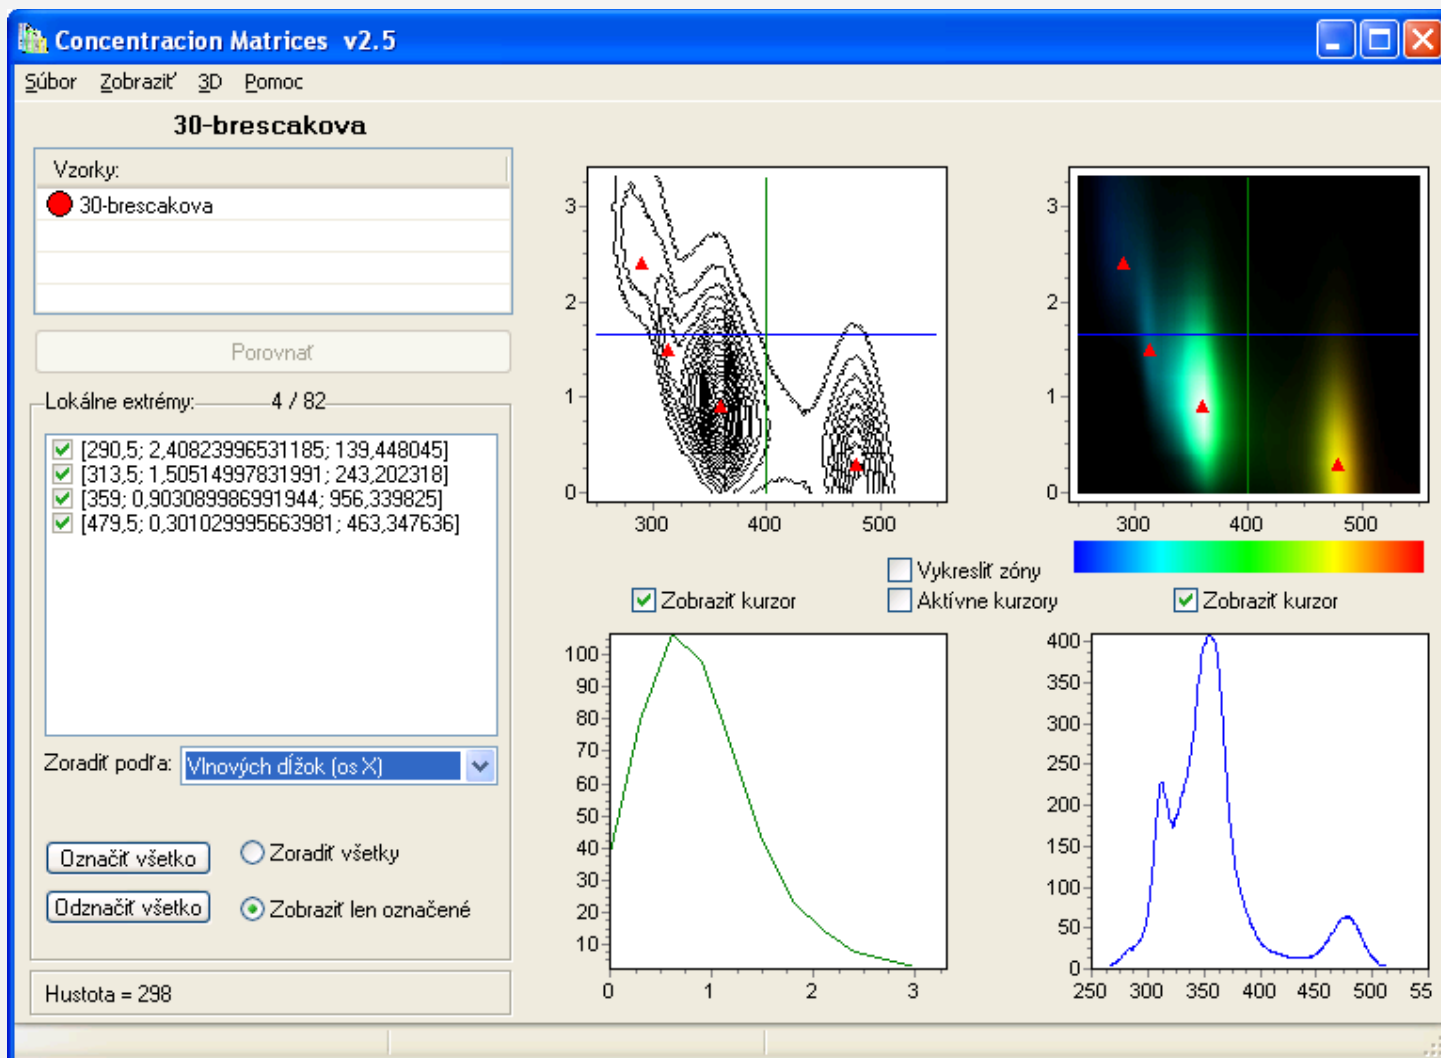 Concentracion Matrices v2.5
Súbor Zobraziť 3D Pomoc
30-brescakova
Vzorky:
30-brescakova
Porovnať
Lokálne extrémy: 4 / 82
[290,5; 2,40823996531185; 139,448045]
[313,5; 1,50514997831991; 243,202318]
[359; 0,903089986991944; 956,339825]
[479,5; 0,301029995663981; 463,347636]
Zoradiť podľa: Vlnových dĺžok (os X)
Označiť všetko
Zoradiť všetky
Odznačiť všetko
Zobraziť len označené
Hustota = 298
3
2
1
0
300 400 500
3
2
1
0
300 400 500
Vykresliť zóny
Zobraziť kurzor
Aktívne kurzory
Zobraziť kurzor
100
90
80
70
60
50
40
30
20
10
0 1 2 3
400
350
300
250
200
150
100
50
0
250 300 350 400 450 500 55